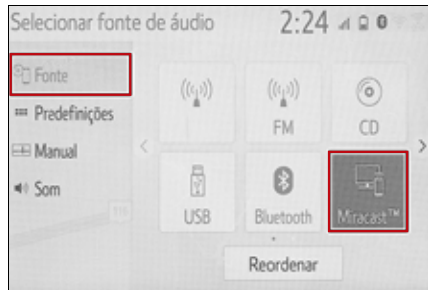 Selecionar fonte de áudio 2:24
Fonte
Predefinições
Manual
Som
FM
CD
USB
Bluetooth
Miracast™
Reordenar